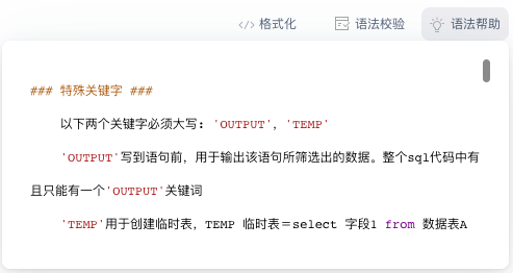 </> 格式化 语法校验 语法帮助
### 特殊关键字 ###
以下两个关键字必须大写: 'OUTPUT', 'TEMP'
'OUTPUT'写到语句前，用于输出该语句所筛选出的数据。整个sql代码中有
且只能有一个'OUTPUT'关键词
'TEMP'用于创建临时表，TEMP 临时表=select 字段1 from 数据表A